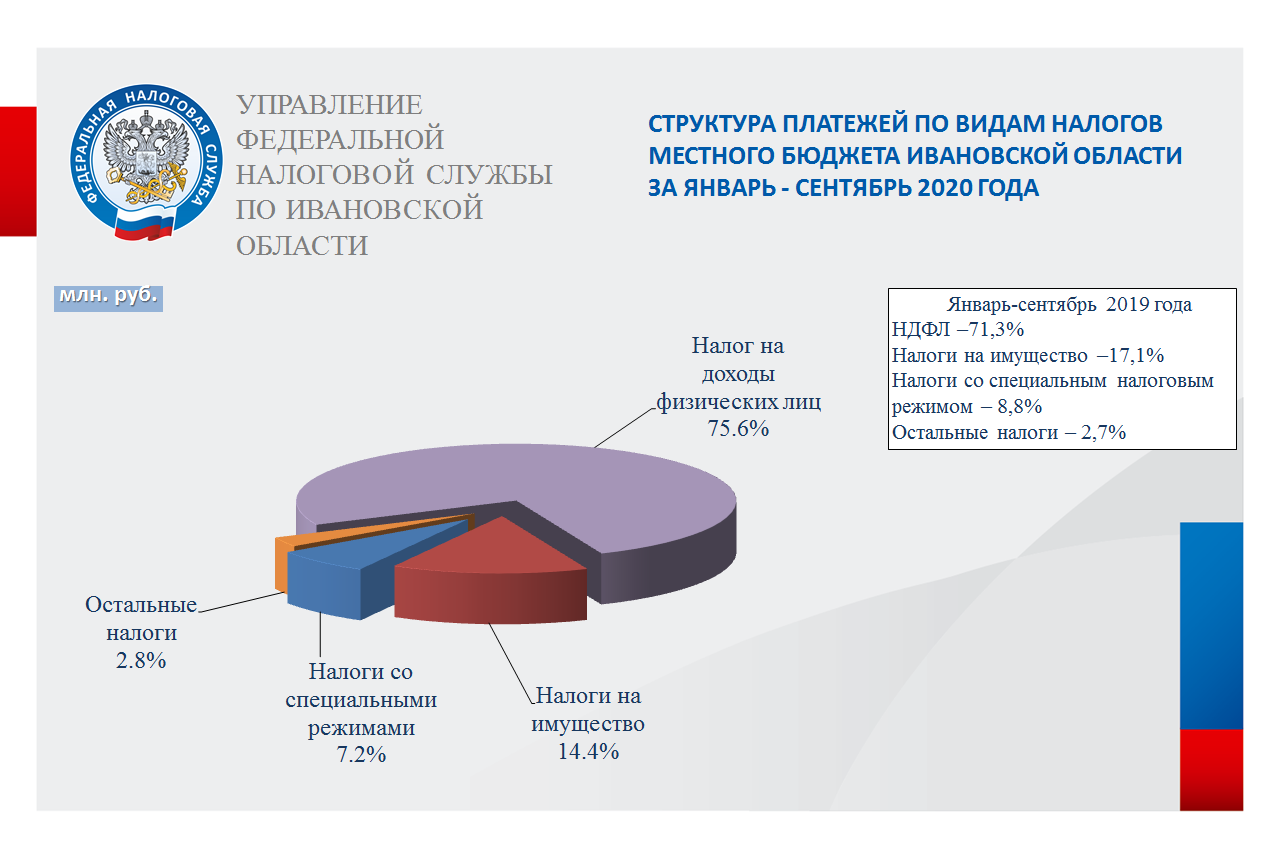 ФЕДЕРАЛЬНАЯ НАЛОГОВАЯ СЛУЖБА
УПРАВЛЕНИЕ
ФЕДЕРАЛЬНОЙ
НАЛОГОВОЙ СЛУЖБЫ
ПО ИВАНОВСКОЙ
ОБЛАСТИ
СТРУКТУРА ПЛАТЕЖЕЙ ПО ВИДАМ НАЛОГОВ
МЕСТНОГО БЮДЖЕТА ИВАНОВСКОЙ ОБЛАСТИ
ЗА ЯНВАРЬ - СЕНТЯБРЬ 2020 ГОДА
млн. руб.
Январь-сентябрь 2019 года
НДФЛ –71,3%
Налоги на имущество –17,1%
Налоги со специальным налоговым
режимом – 8,8%
Остальные налоги – 2,7%
Налог на
доходы
физических лиц
75.6%
Остальные
налоги
2.8%
Налоги со
специальными
режимами
7.2%
Налоги на
имущество
14.4%